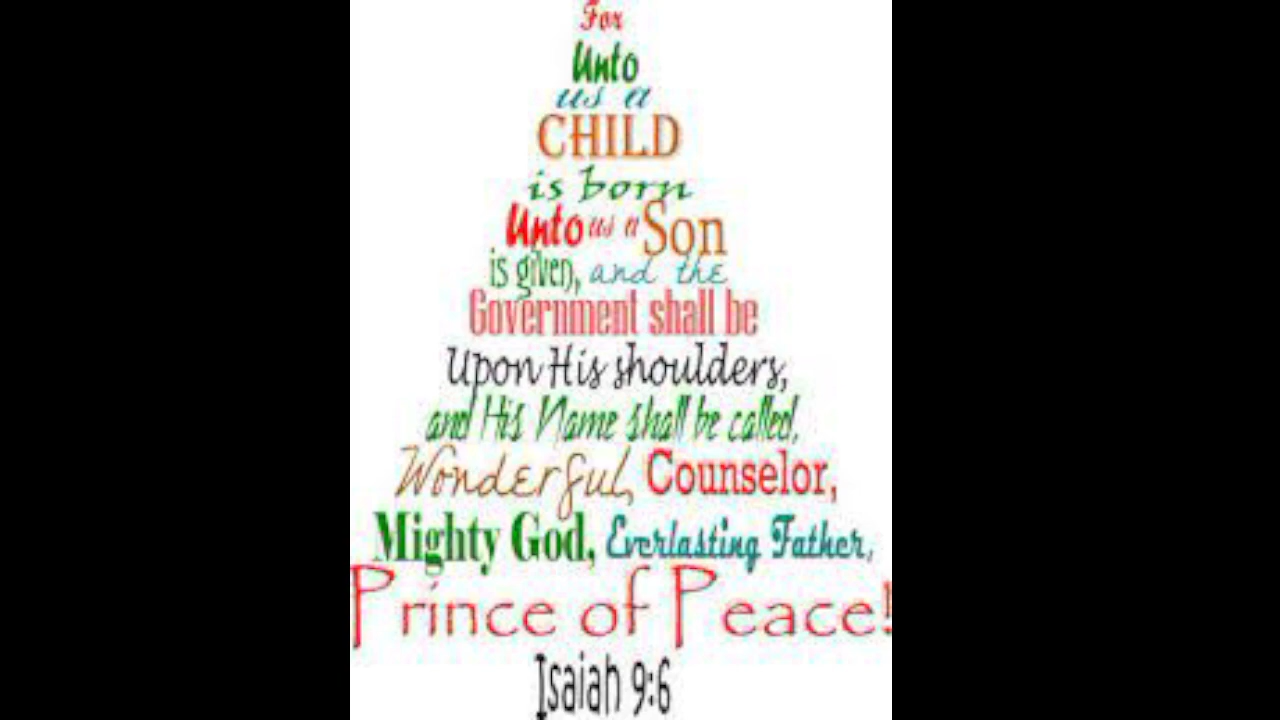 For
Unto
us a
CHILD
is born
Unto us a Son
is given, and the
Government shall be
Upon His shoulders,
and His Name shall be called,
Wonderful, Counselor,
Mighty God, Everlasting Father,
Prince of Peace!
Isaiah 9:6